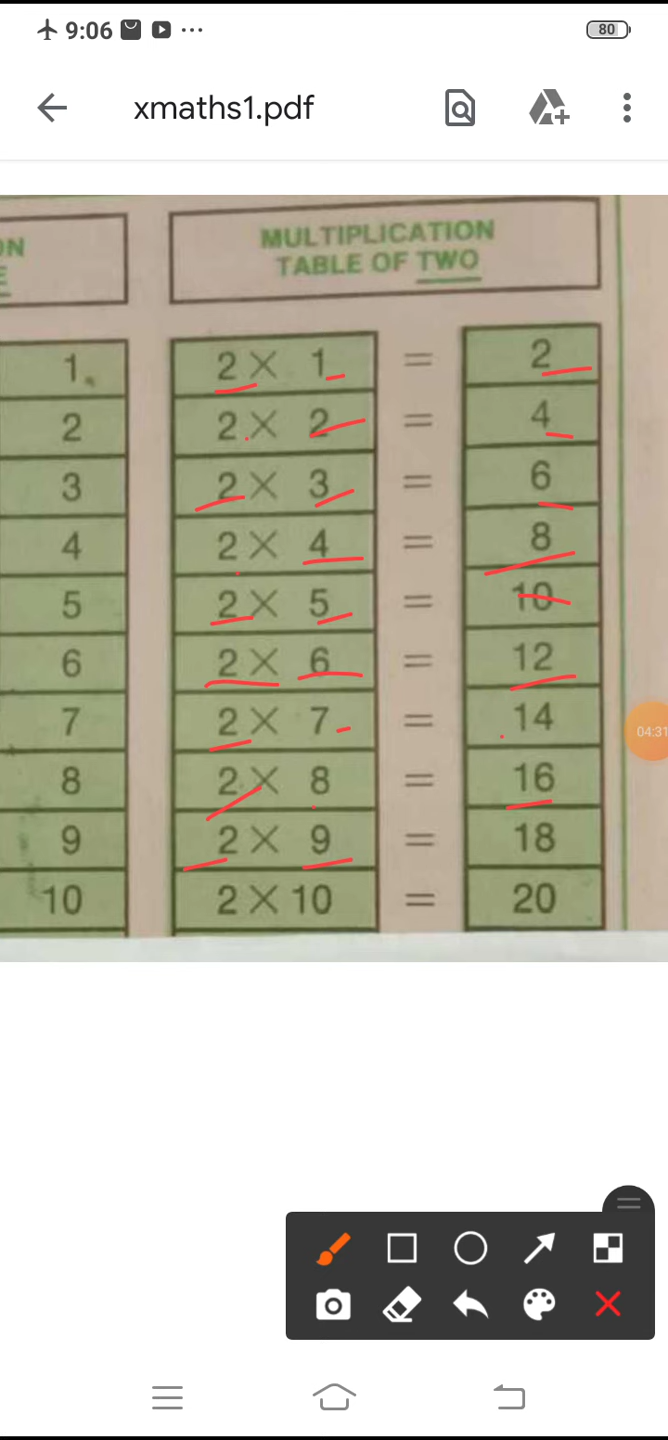 9:06
80
xmaths1.pdf
ON MULTIPLICATION
E TABLE OF TWO
1 2 × 1 = 2
2 2 × 2 = 4
3 2 × 3 = 6
4 2 × 4 = 8
5 2 × 5 = 10
6 2 × 6 = 12
7 2 × 7 = 14
8 2 × 8 = 16
9 2 × 9 = 18
10 2 × 10 = 20
04:31